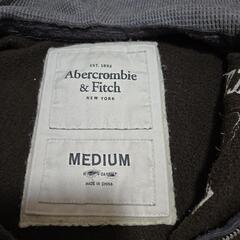 EST. 1892
Abercrombie
& Fitch
NEW YORK
MEDIUM
MADE IN CHINA